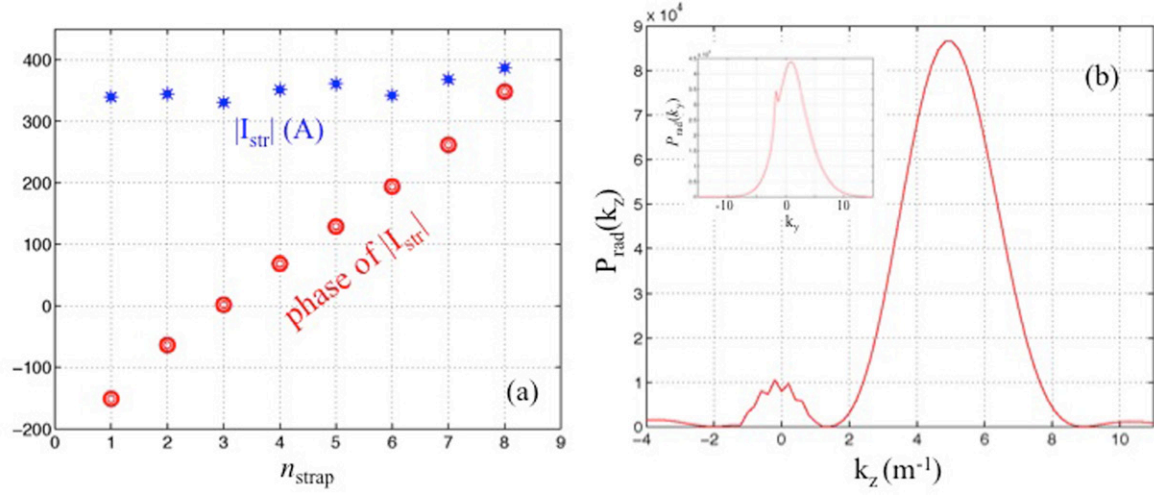 400
300
200
100
0
−100
−200
|I_str| (A)
phase of |I_str|
(a)
0 1 2 3 4 5 6 7 8 9
n_strap
× 10⁴
9
8
7
6
5
4
3
2
1
0
P_rad(k_z)
(b)
P_rad(k_y)
-10 0 10
k_y
−4 −2 0 2 4 6 8 10
k_z (m⁻¹)